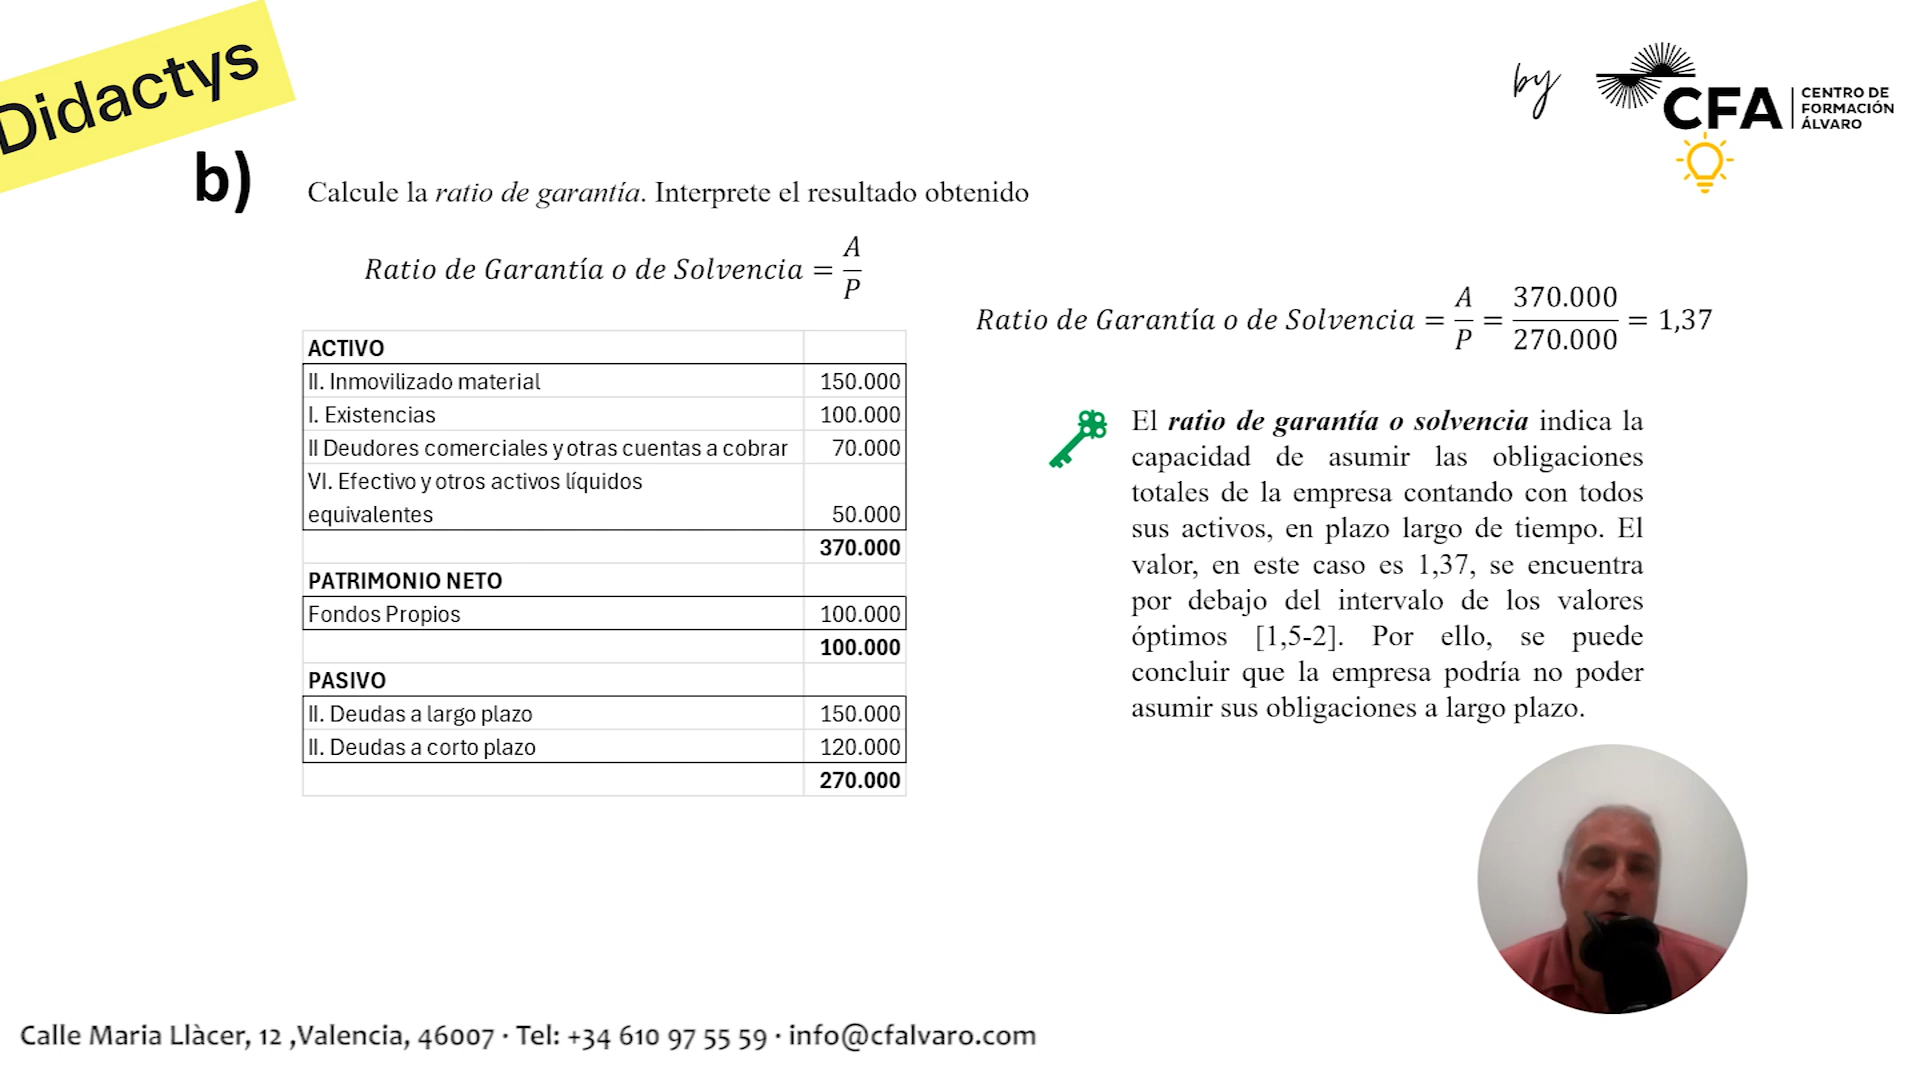 Didactys
by
CFA
CENTRO DE
FORMACIÓN
ÁLVARO
b)
Calcule la ratio de garantía. Interprete el resultado obtenido
Ratio de Garantía o de Solvencia = A/P
ACTIVO
II. Inmovilizado material 150.000
I. Existencias 100.000
II Deudores comerciales y otras cuentas a cobrar 70.000
VI. Efectivo y otros activos líquidos
equivalentes 50.000
370.000
PATRIMONIO NETO
Fondos Propios 100.000
100.000
PASIVO
II. Deudas a largo plazo 150.000
II. Deudas a corto plazo 120.000
270.000
Ratio de Garantía o de Solvencia = A/P = 370.000/270.000 = 1,37
El ratio de garantía o solvencia indica la
capacidad de asumir las obligaciones
totales de la empresa contando con todos
sus activos, en plazo largo de tiempo. El
valor, en este caso es 1,37, se encuentra
por debajo del intervalo de los valores
óptimos [1,5-2]. Por ello, se puede
concluir que la empresa podría no poder
asumir sus obligaciones a largo plazo.
Calle Maria Llàcer, 12 ,Valencia, 46007 · Tel: +34 610 97 55 59 · info@cfalvaro.com